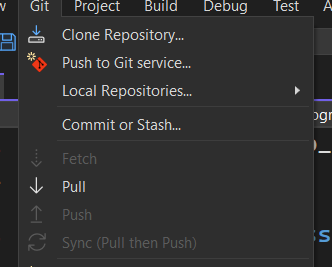 Git Project Build Debug Test
Clone Repository...
Push to Git service...
Local Repositories...
Commit or Stash...
Fetch
Pull
Push
Sync (Pull then Push)